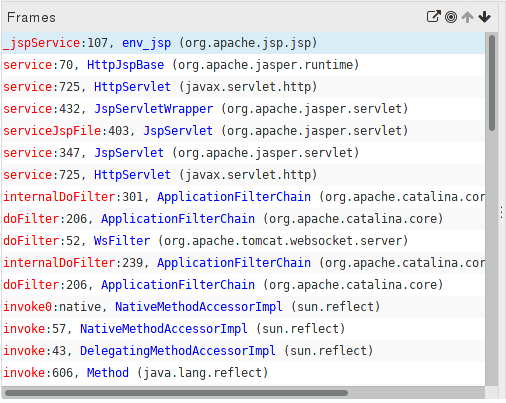 Frames
_jspService:107, env_jsp (org.apache.jsp.jsp)
service:70, HttpJspBase (org.apache.jasper.runtime)
service:725, HttpServlet (javax.servlet.http)
service:432, JspServletWrapper (org.apache.jasper.servlet)
serviceJspFile:403, JspServlet (org.apache.jasper.servlet)
service:347, JspServlet (org.apache.jasper.servlet)
service:725, HttpServlet (javax.servlet.http)
internalDoFilter:301, ApplicationFilterChain (org.apache.catalina.cor
doFilter:206, ApplicationFilterChain (org.apache.catalina.core)
doFilter:52, WsFilter (org.apache.tomcat.websocket.server)
internalDoFilter:239, ApplicationFilterChain (org.apache.catalina.cor
doFilter:206, ApplicationFilterChain (org.apache.catalina.core)
invoke0:native, NativeMethodAccessorImpl (sun.reflect)
invoke:57, NativeMethodAccessorImpl (sun.reflect)
invoke:43, DelegatingMethodAccessorImpl (sun.reflect)
invoke:606, Method (java.lang.reflect)